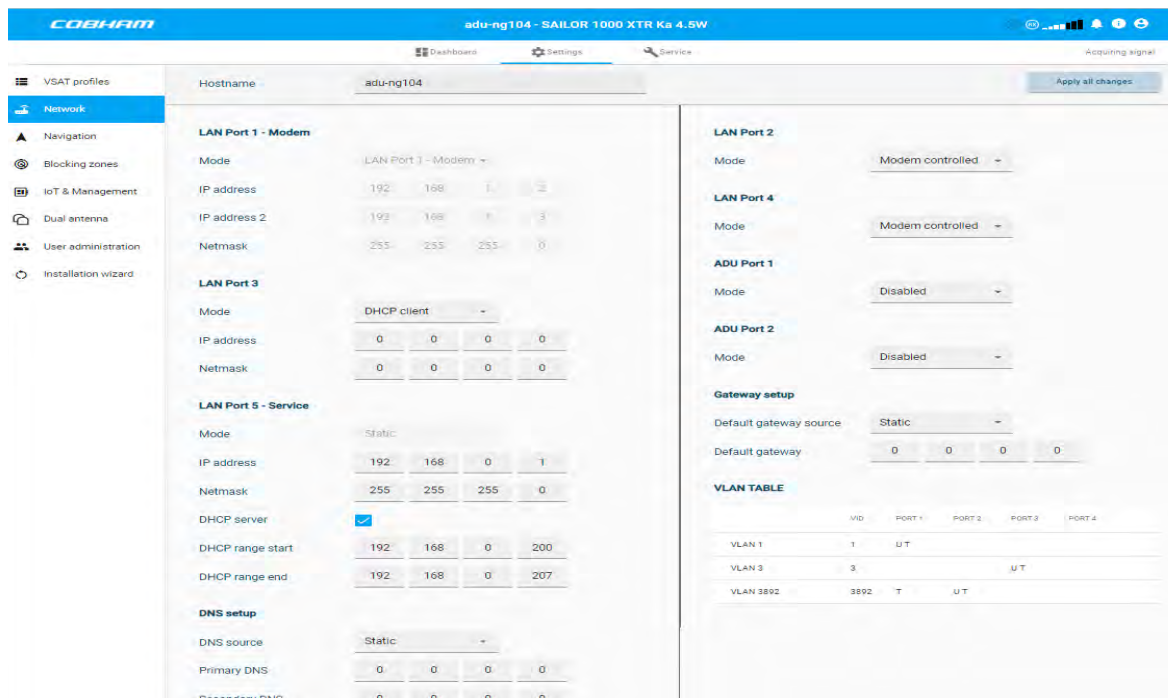 COBHAM
adu-ng104 - SAILOR 1000 XTR Ka 4.5W
Dashboard Settings Service Acquiring signal
VSAT profiles
Network
Navigation
Blocking zones
IoT & Management
Dual antenna
User administration
Installation wizard
Hostname adu-ng104 Apply all changes
LAN Port 1 - Modem
Mode LAN Port 1 - Modem
IP address 192 168 1 2
IP address 2 192 168 1 3
Netmask 255 255 255 0
LAN Port 3
Mode DHCP client
IP address 0 0 0 0
Netmask 0 0 0 0
LAN Port 5 - Service
Mode Static
IP address 192 168 0 1
Netmask 255 255 255 0
DHCP server
DHCP range start 192 168 0 200
DHCP range end 192 168 0 207
DNS setup
DNS source Static
Primary DNS 0 0 0 0
Secondary DNS 0 0 0 0
LAN Port 2
Mode Modem controlled
LAN Port 4
Mode Modem controlled
ADU Port 1
Mode Disabled
ADU Port 2
Mode Disabled
Gateway setup
Default gateway source Static
Default gateway 0 0 0 0
VLAN TABLE
VID PORT 1 PORT 2 PORT 3 PORT 4
VLAN 1 1 U T
VLAN 3 3 U T
VLAN 3892 3892 T U T